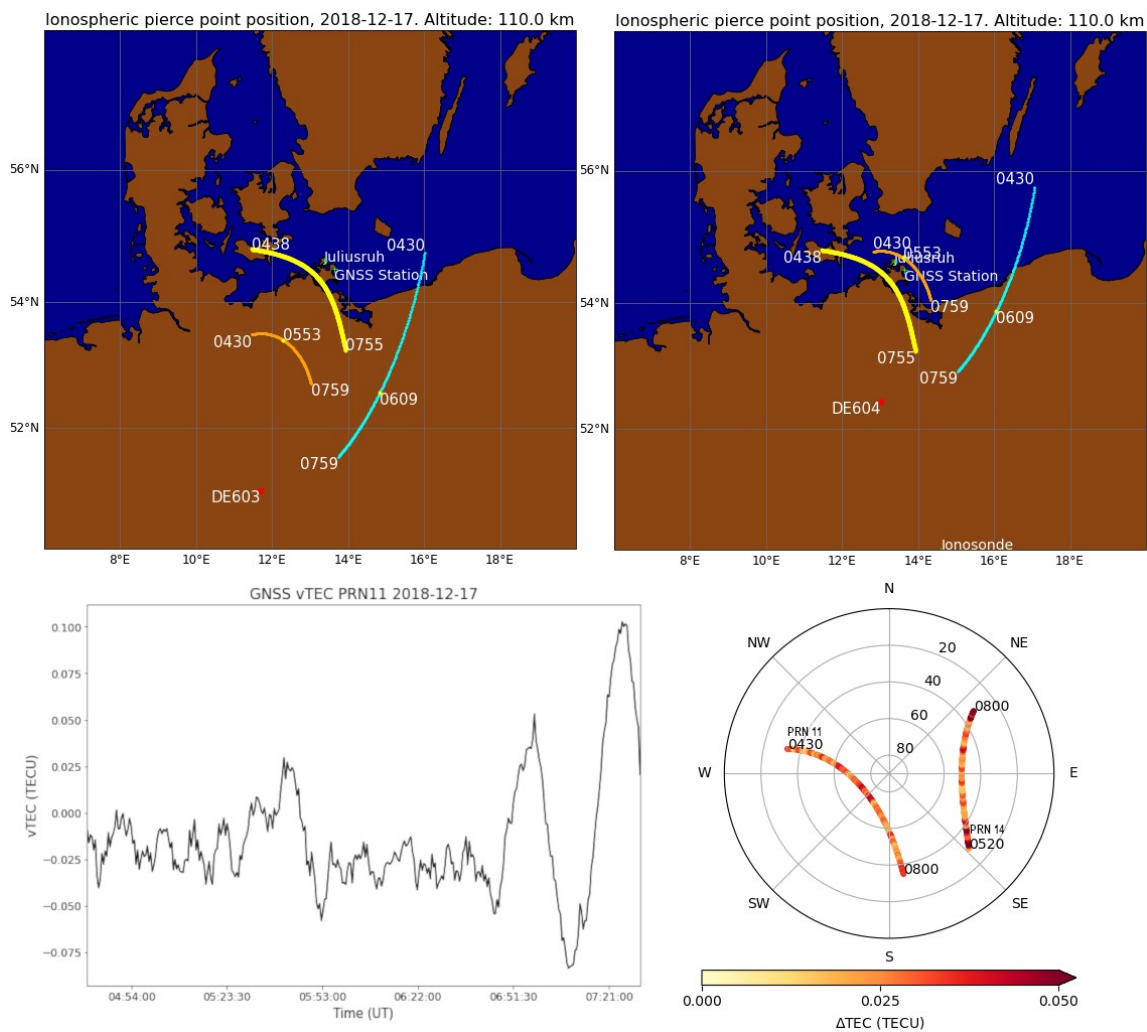 Ionospheric pierce point position, 2018-12-17. Altitude: 110.0 km
56°N
54°N
52°N
0438
0430
Juliusruh
GNSS Station
0430
0553
0755
0759
0609
0759
DE603
8°E
10°E
12°E
14°E
16°E
18°E
Ionospheric pierce point position, 2018-12-17. Altitude: 110.0 km
56°N
54°N
52°N
0430
0438
0430
0553
Juliusruh
GNSS Station
0759
0609
0755
0759
DE604
Ionosonde
8°E
10°E
12°E
14°E
16°E
18°E
GNSS vTEC PRN11 2018-12-17
vTEC (TECU)
0.100
0.075
0.050
0.025
0.000
−0.025
−0.050
−0.075
04:54:00
05:23:30
05:53:00
06:22:00
06:51:30
07:21:00
Time (UT)
N
NW
NE
20
40
60
80
W
E
SW
SE
S
PRN 11
0430
0800
0800
PRN 14
0520
0.000
0.025
0.050
ΔTEC (TECU)